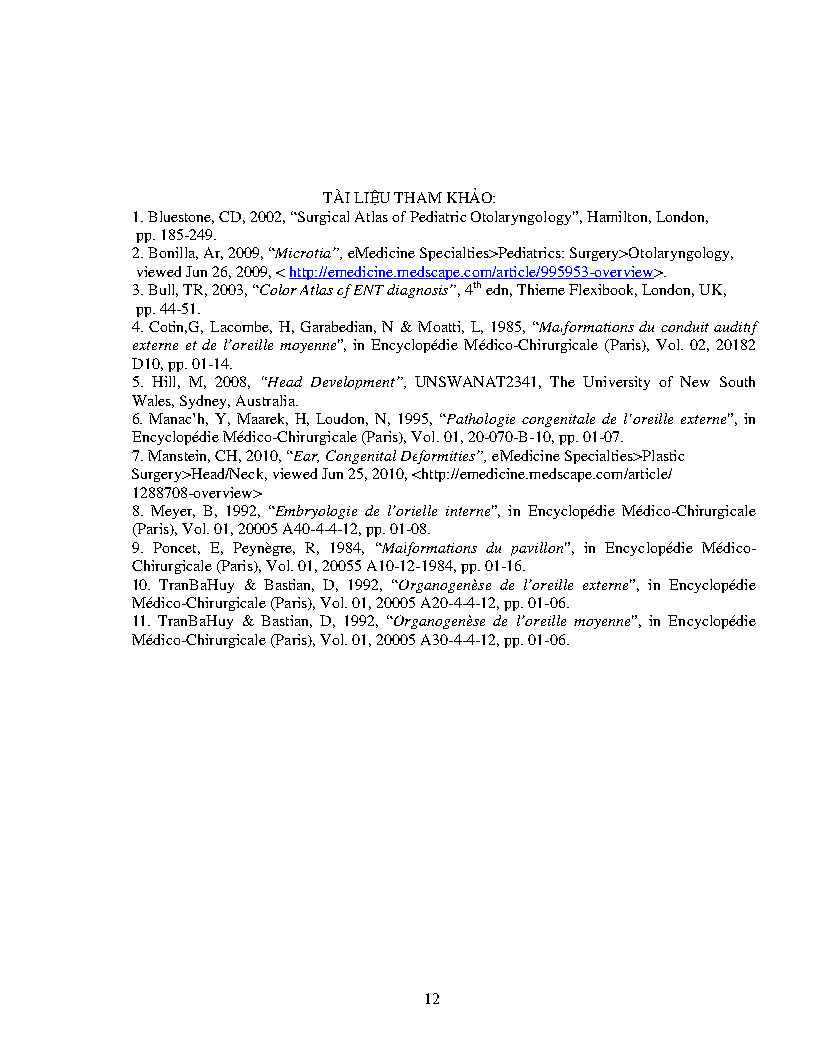 TÀI LIỆU THAM KHẢO:
1. Bluestone, CD, 2002, “Surgical Atlas of Pediatric Otolaryngology”, Hamilton, London,
pp. 185-249.
2. Bonilla, Ar, 2009, “Microtia”, eMedicine Specialties>Pediatrics: Surgery>Otolaryngology,
viewed Jun 26, 2009, < http://emedicine.medscape.com/article/995953-overview>.
3. Bull, TR, 2003, “Color Atlas of ENT diagnosis”, 4th edn, Thieme Flexibook, London, UK,
pp. 44-51.
4. Cotin,G, Lacombe, H, Garabedian, N & Moatti, L, 1985, “Malformations du conduit auditif
externe et de l’oreille moyenne”, in Encyclopédie Médico-Chirurgicale (Paris), Vol. 02, 20182
D10, pp. 01-14.
5. Hill, M, 2008, “Head Development”, UNSWANAT2341, The University of New South
Wales, Sydney, Australia.
6. Manac’h, Y, Maarek, H, Loudon, N, 1995, “Pathologie congenitale de l’oreille externe”, in
Encyclopédie Médico-Chirurgicale (Paris), Vol. 01, 20-070-B-10, pp. 01-07.
7. Manstein, CH, 2010, “Ear, Congenital Deformities”, eMedicine Specialties>Plastic
Surgery>Head/Neck, viewed Jun 25, 2010, <http://emedicine.medscape.com/article/
1288708-overview>
8. Meyer, B, 1992, “Embryologie de l’orielle interne”, in Encyclopédie Médico-Chirurgicale
(Paris), Vol. 01, 20005 A40-4-4-12, pp. 01-08.
9. Poncet, E, Peynègre, R, 1984, “Malformations du pavillon”, in Encyclopédie Médico-
Chirurgicale (Paris), Vol. 01, 20055 A10-12-1984, pp. 01-16.
10. TranBaHuy & Bastian, D, 1992, “Organogenèse de l’oreille externe”, in Encyclopédie
Médico-Chirurgicale (Paris), Vol. 01, 20005 A20-4-4-12, pp. 01-06.
11. TranBaHuy & Bastian, D, 1992, “Organogenèse de l’oreille moyenne”, in Encyclopédie
Médico-Chirurgicale (Paris), Vol. 01, 20005 A30-4-4-12, pp. 01-06.
12